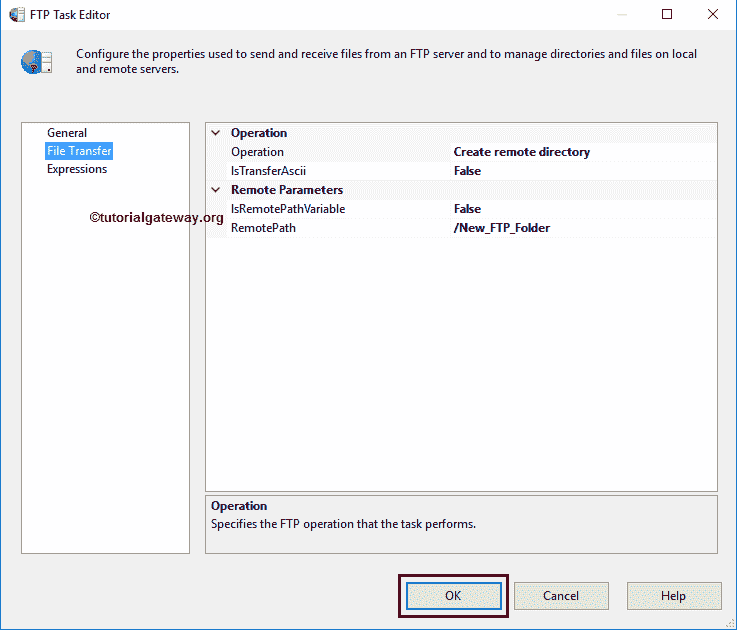 FTP Task Editor
Configure the properties used to send and receive files from an FTP server and to manage directories and files on local
and remote servers.
General
File Transfer
Expressions
©tutorialgateway.org
Operation
Operation Create remote directory
IsTransferAscii False
Remote Parameters
IsRemotePathVariable False
RemotePath /New_FTP_Folder
Operation
Specifies the FTP operation that the task performs.
OK Cancel Help